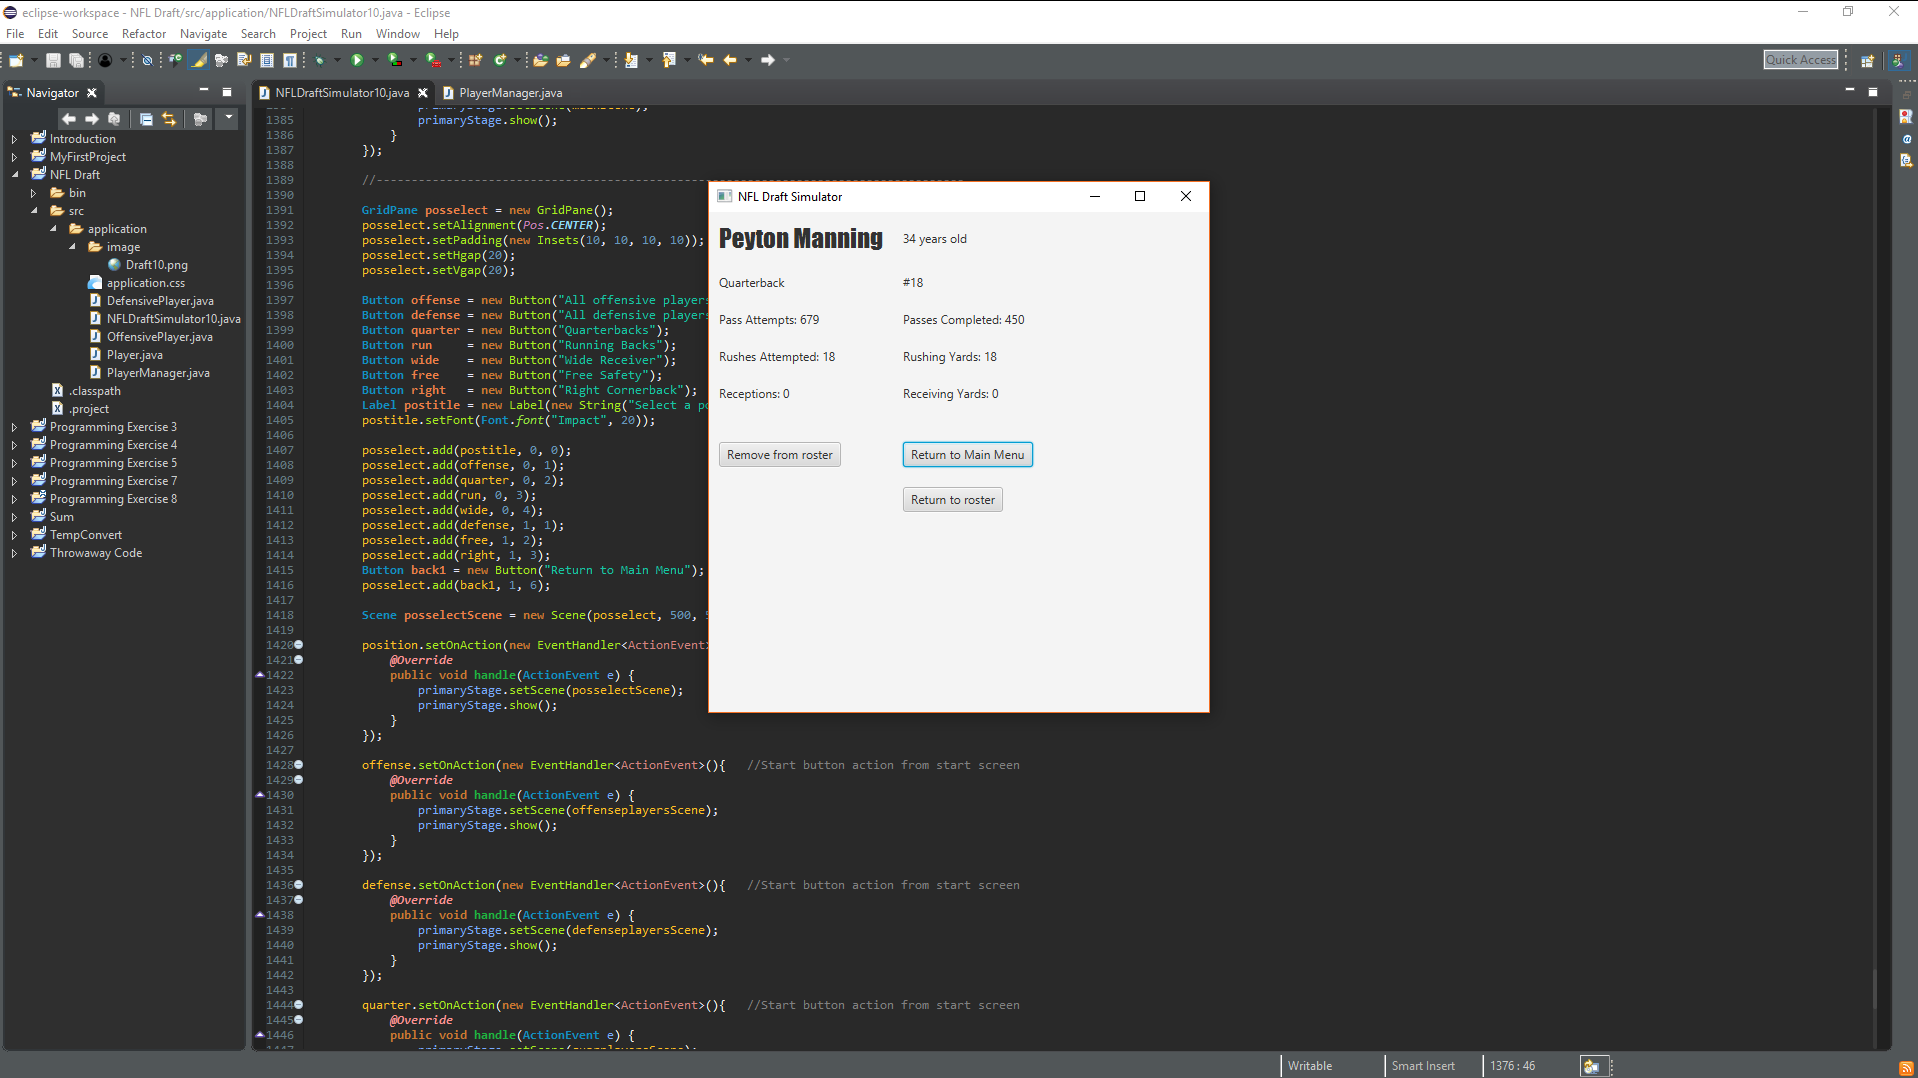 eclipse-workspace - NFL Draft/src/application/NFLDraftSimulator10.java - Eclipse
File Edit Source Refactor Navigate Search Project Run Window Help
Quick Access
Navigator
NFLDraftSimulator10.java
PlayerManager.java
Introduction
MyFirstProject
NFL Draft
bin
src
application
image
Draft10.png
application.css
DefensivePlayer.java
NFLDraftSimulator10.java
OffensivePlayer.java
Player.java
PlayerManager.java
.classpath
.project
Programming Exercise 3
Programming Exercise 4
Programming Exercise 5
Programming Exercise 7
Programming Exercise 8
Sum
TempConvert
Throwaway Code
1385 primaryStage.show();
1386 }
1387 });
1388
1389 //------------------------------------------------------------------------------------
1390
1391 GridPane posselect = new GridPane();
1392 posselect.setAlignment(Pos.CENTER);
1393 posselect.setPadding(new Insets(10, 10, 10, 10));
1394 posselect.setHgap(20);
1395 posselect.setVgap(20);
1396
1397 Button offense = new Button("All offensive players
1398 Button defense = new Button("All defensive players
1399 Button quarter = new Button("Quarterbacks");
1400 Button run = new Button("Running Backs");
1401 Button wide = new Button("Wide Receiver");
1402 Button free = new Button("Free Safety");
1403 Button right = new Button("Right Cornerback");
1404 Label postitle = new Label(new String("Select a po
1405 postitle.setFont(Font.font("Impact", 20));
1406
1407 posselect.add(postitle, 0, 0);
1408 posselect.add(offense, 0, 1);
1409 posselect.add(quarter, 0, 2);
1410 posselect.add(run, 0, 3);
1411 posselect.add(wide, 0, 4);
1412 posselect.add(defense, 1, 1);
1413 posselect.add(free, 1, 2);
1414 posselect.add(right, 1, 3);
1415 Button back1 = new Button("Return to Main Menu");
1416 posselect.add(back1, 1, 6);
1417
1418 Scene posselectScene = new Scene(posselect, 500,
1419
1420 position.setOnAction(new EventHandler<ActionEvent>
1421 @Override
1422 public void handle(ActionEvent e) {
1423 primaryStage.setScene(posselectScene);
1424 primaryStage.show();
1425 }
1426 });
1427
1428 offense.setOnAction(new EventHandler<ActionEvent>(){ //Start button action from start screen
1429 @Override
1430 public void handle(ActionEvent e) {
1431 primaryStage.setScene(offenseplayersScene);
1432 primaryStage.show();
1433 }
1434 });
1435
1436 defense.setOnAction(new EventHandler<ActionEvent>(){ //Start button action from start screen
1437 @Override
1438 public void handle(ActionEvent e) {
1439 primaryStage.setScene(defenseplayersScene);
1440 primaryStage.show();
1441 }
1442 });
1443
1444 quarter.setOnAction(new EventHandler<ActionEvent>(){ //Start button action from start screen
1445 @Override
1446 public void handle(ActionEvent e) {
NFL Draft Simulator
Peyton Manning 34 years old
Quarterback #18
Pass Attempts: 679 Passes Completed: 450
Rushes Attempted: 18 Rushing Yards: 18
Receptions: 0 Receiving Yards: 0
Remove from roster Return to Main Menu
Return to roster
Writable Smart Insert 1376 : 46